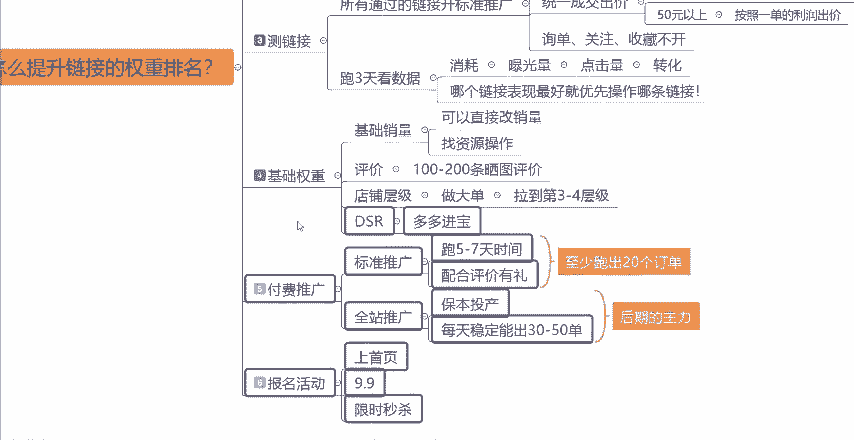 所有通过的链接开标准推广
统一成交出价
50元以上
按照一单的利润出价
3 测链接
询单、关注、收藏不开
么提升链接的权重排名?
跑3天看数据
消耗
曝光量
点击量
转化
哪个链接表现最好就优先操作哪条链接!
4 基础权重
基础销量
可以直接改销量
找资源操作
评价
100-200条晒图评价
店铺层级
做大单
拉到第3-4层级
DSR
多多进宝
5 付费推广
标准推广
跑5-7天时间
配合评价有礼
至少跑出20个订单
全站推广
保本投产
每天稳定能出30-50单
后期的主力
6 报名活动
上首页
9.9
限时秒杀